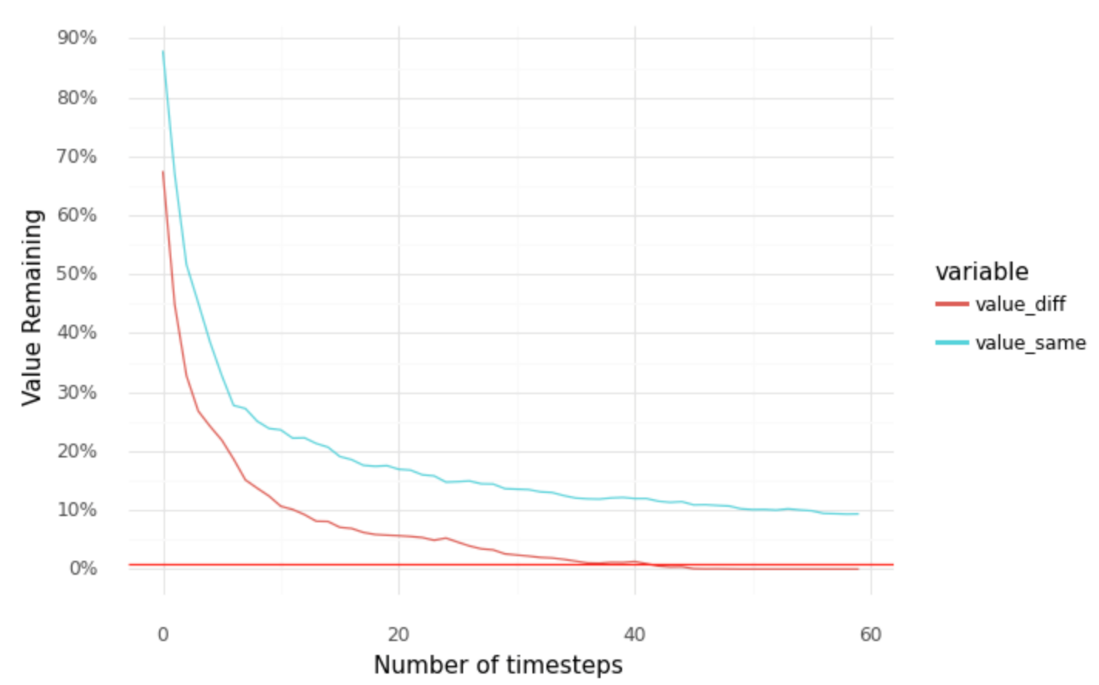 90%
80%
70%
60%
50%
40%
30%
20%
10%
0%
Value Remaining
0 20 40 60
Number of timesteps
variable
value_diff
value_same